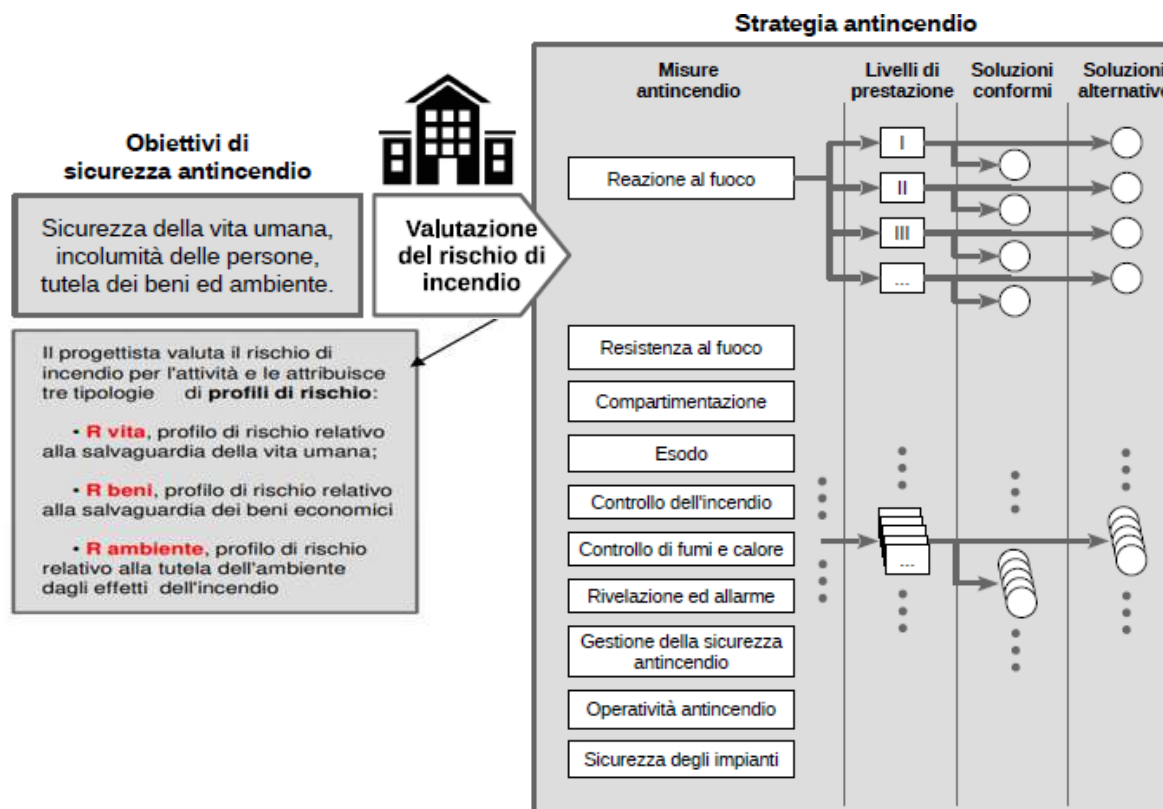 Strategia antincendio
Obiettivi di
sicurezza antincendio
Sicurezza della vita umana,
incolumità delle persone,
tutela dei beni ed ambiente.
Valutazione
del rischio di
incendio
Il progettista valuta il rischio di
incendio per l'attività e le attribuisce
tre tipologie di profili di rischio:
• R vita, profilo di rischio relativo
alla salvaguardia della vita umana;
• R beni, profilo di rischio relativo
alla salvaguardia dei beni economici
• R ambiente, profilo di rischio
relativo alla tutela dell'ambiente
dagli effetti dell'incendio
Misure
antincendio
Livelli di
prestazione
Soluzioni
conformi
Soluzioni
alternative
Reazione al fuoco
I
II
III
...
Resistenza al fuoco
Compartimentazione
Esodo
Controllo dell'incendio
Controllo di fumi e calore
Rivelazione ed allarme
Gestione della sicurezza
antincendio
Operatività antincendio
Sicurezza degli impianti
...